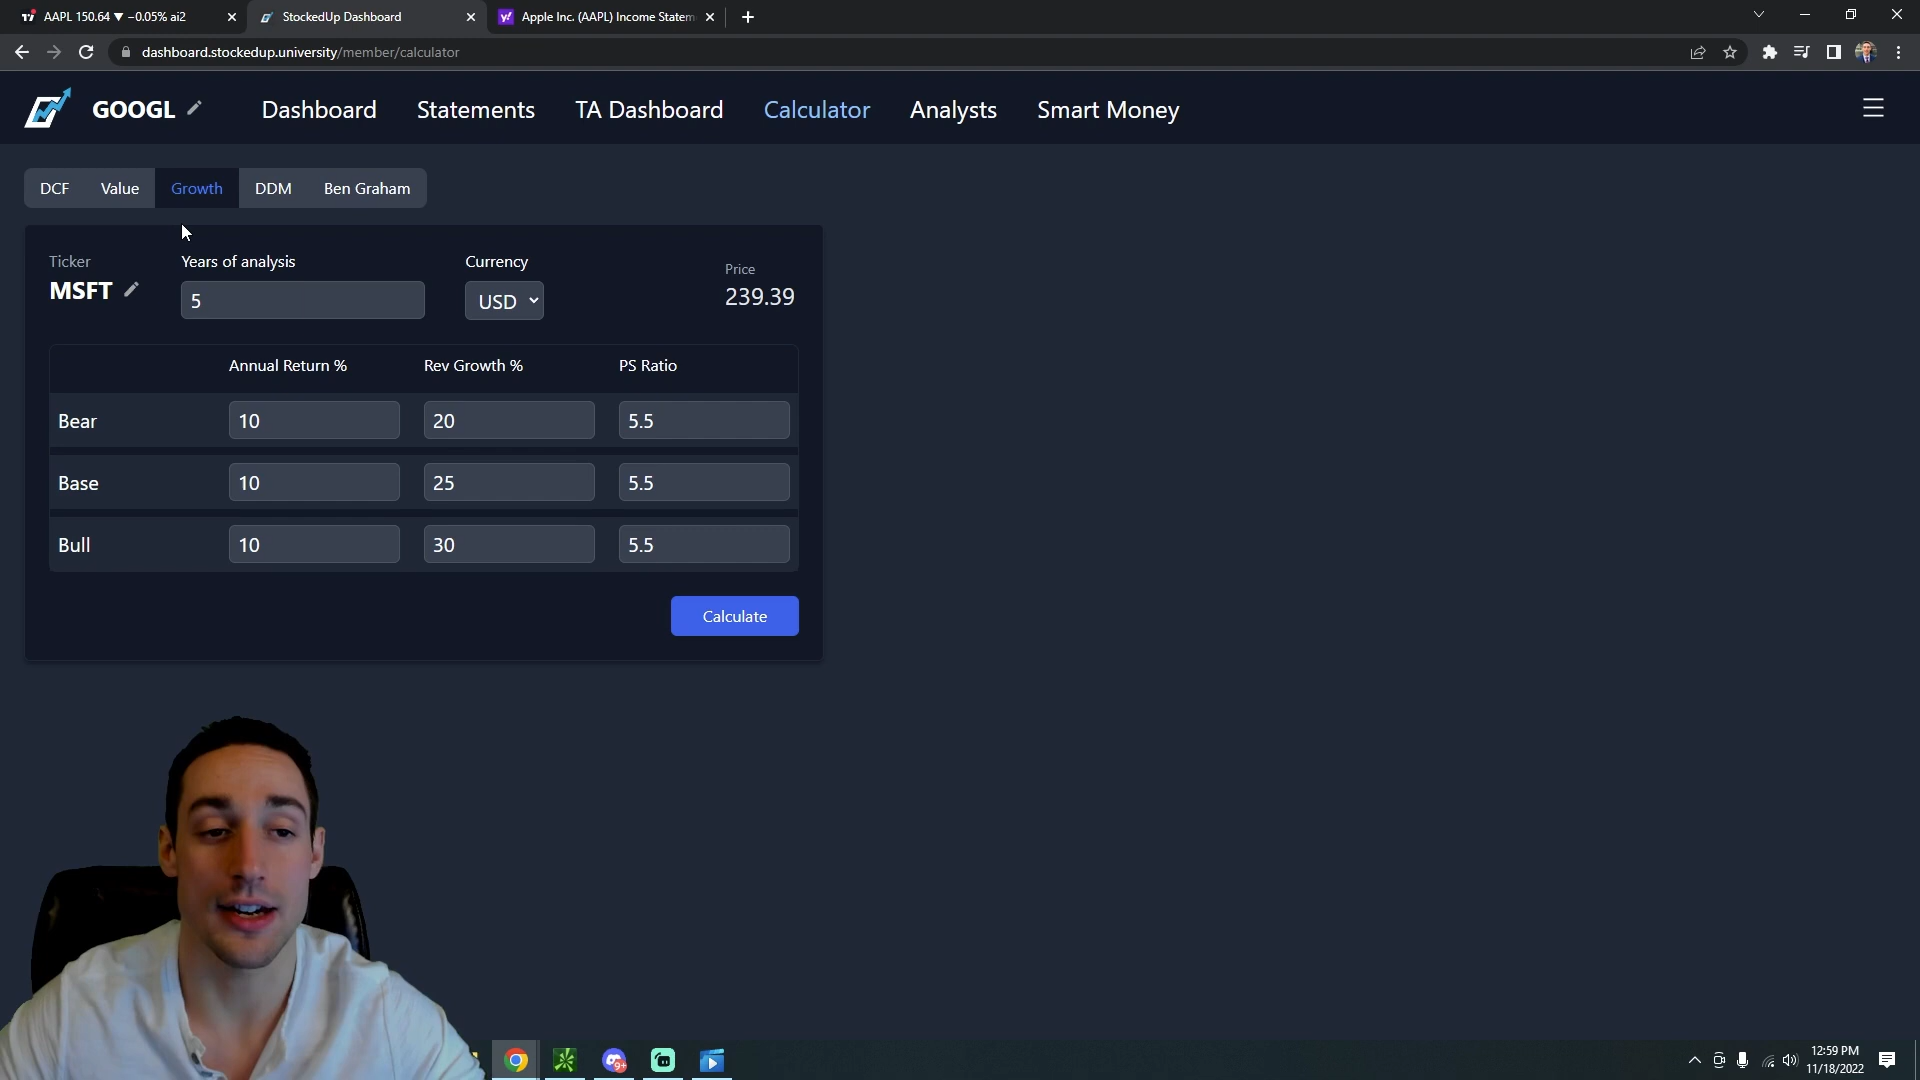 AAPL 150.64 ▼ −0.05% ai2
StockedUp Dashboard
Apple Inc. (AAPL) Income Statem
dashboard.stockedup.university/member/calculator
GOOGL
Dashboard
Statements
TA Dashboard
Calculator
Analysts
Smart Money
DCF
Value
Growth
DDM
Ben Graham
Ticker
MSFT
Years of analysis
5
Currency
USD
Price
239.39
Annual Return %
Rev Growth %
PS Ratio
Bear
10
20
5.5
Base
10
25
5.5
Bull
10
30
5.5
Calculate
9+
12:59 PM
11/18/2022